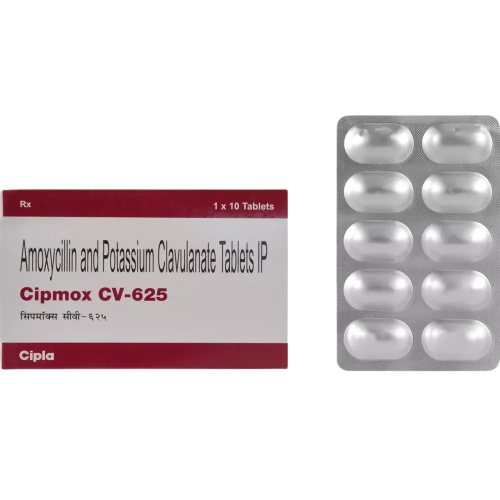 Rx
1 x 10 Tablets
Amoxycillin and Potassium Clavulanate Tablets IP
Cipmox CV-625
सिपमॉक्स सीवी-६२५
Cipla